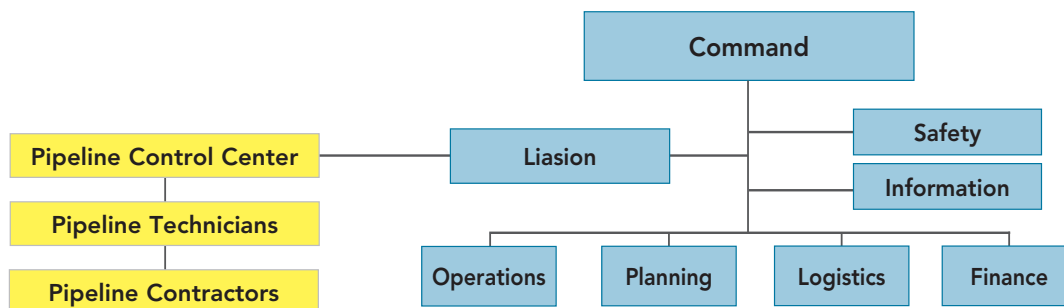 Command
Safety
Pipeline Control Center
Liasion
Information
Pipeline Technicians
Operations
Planning
Logistics
Finance
Pipeline Contractors